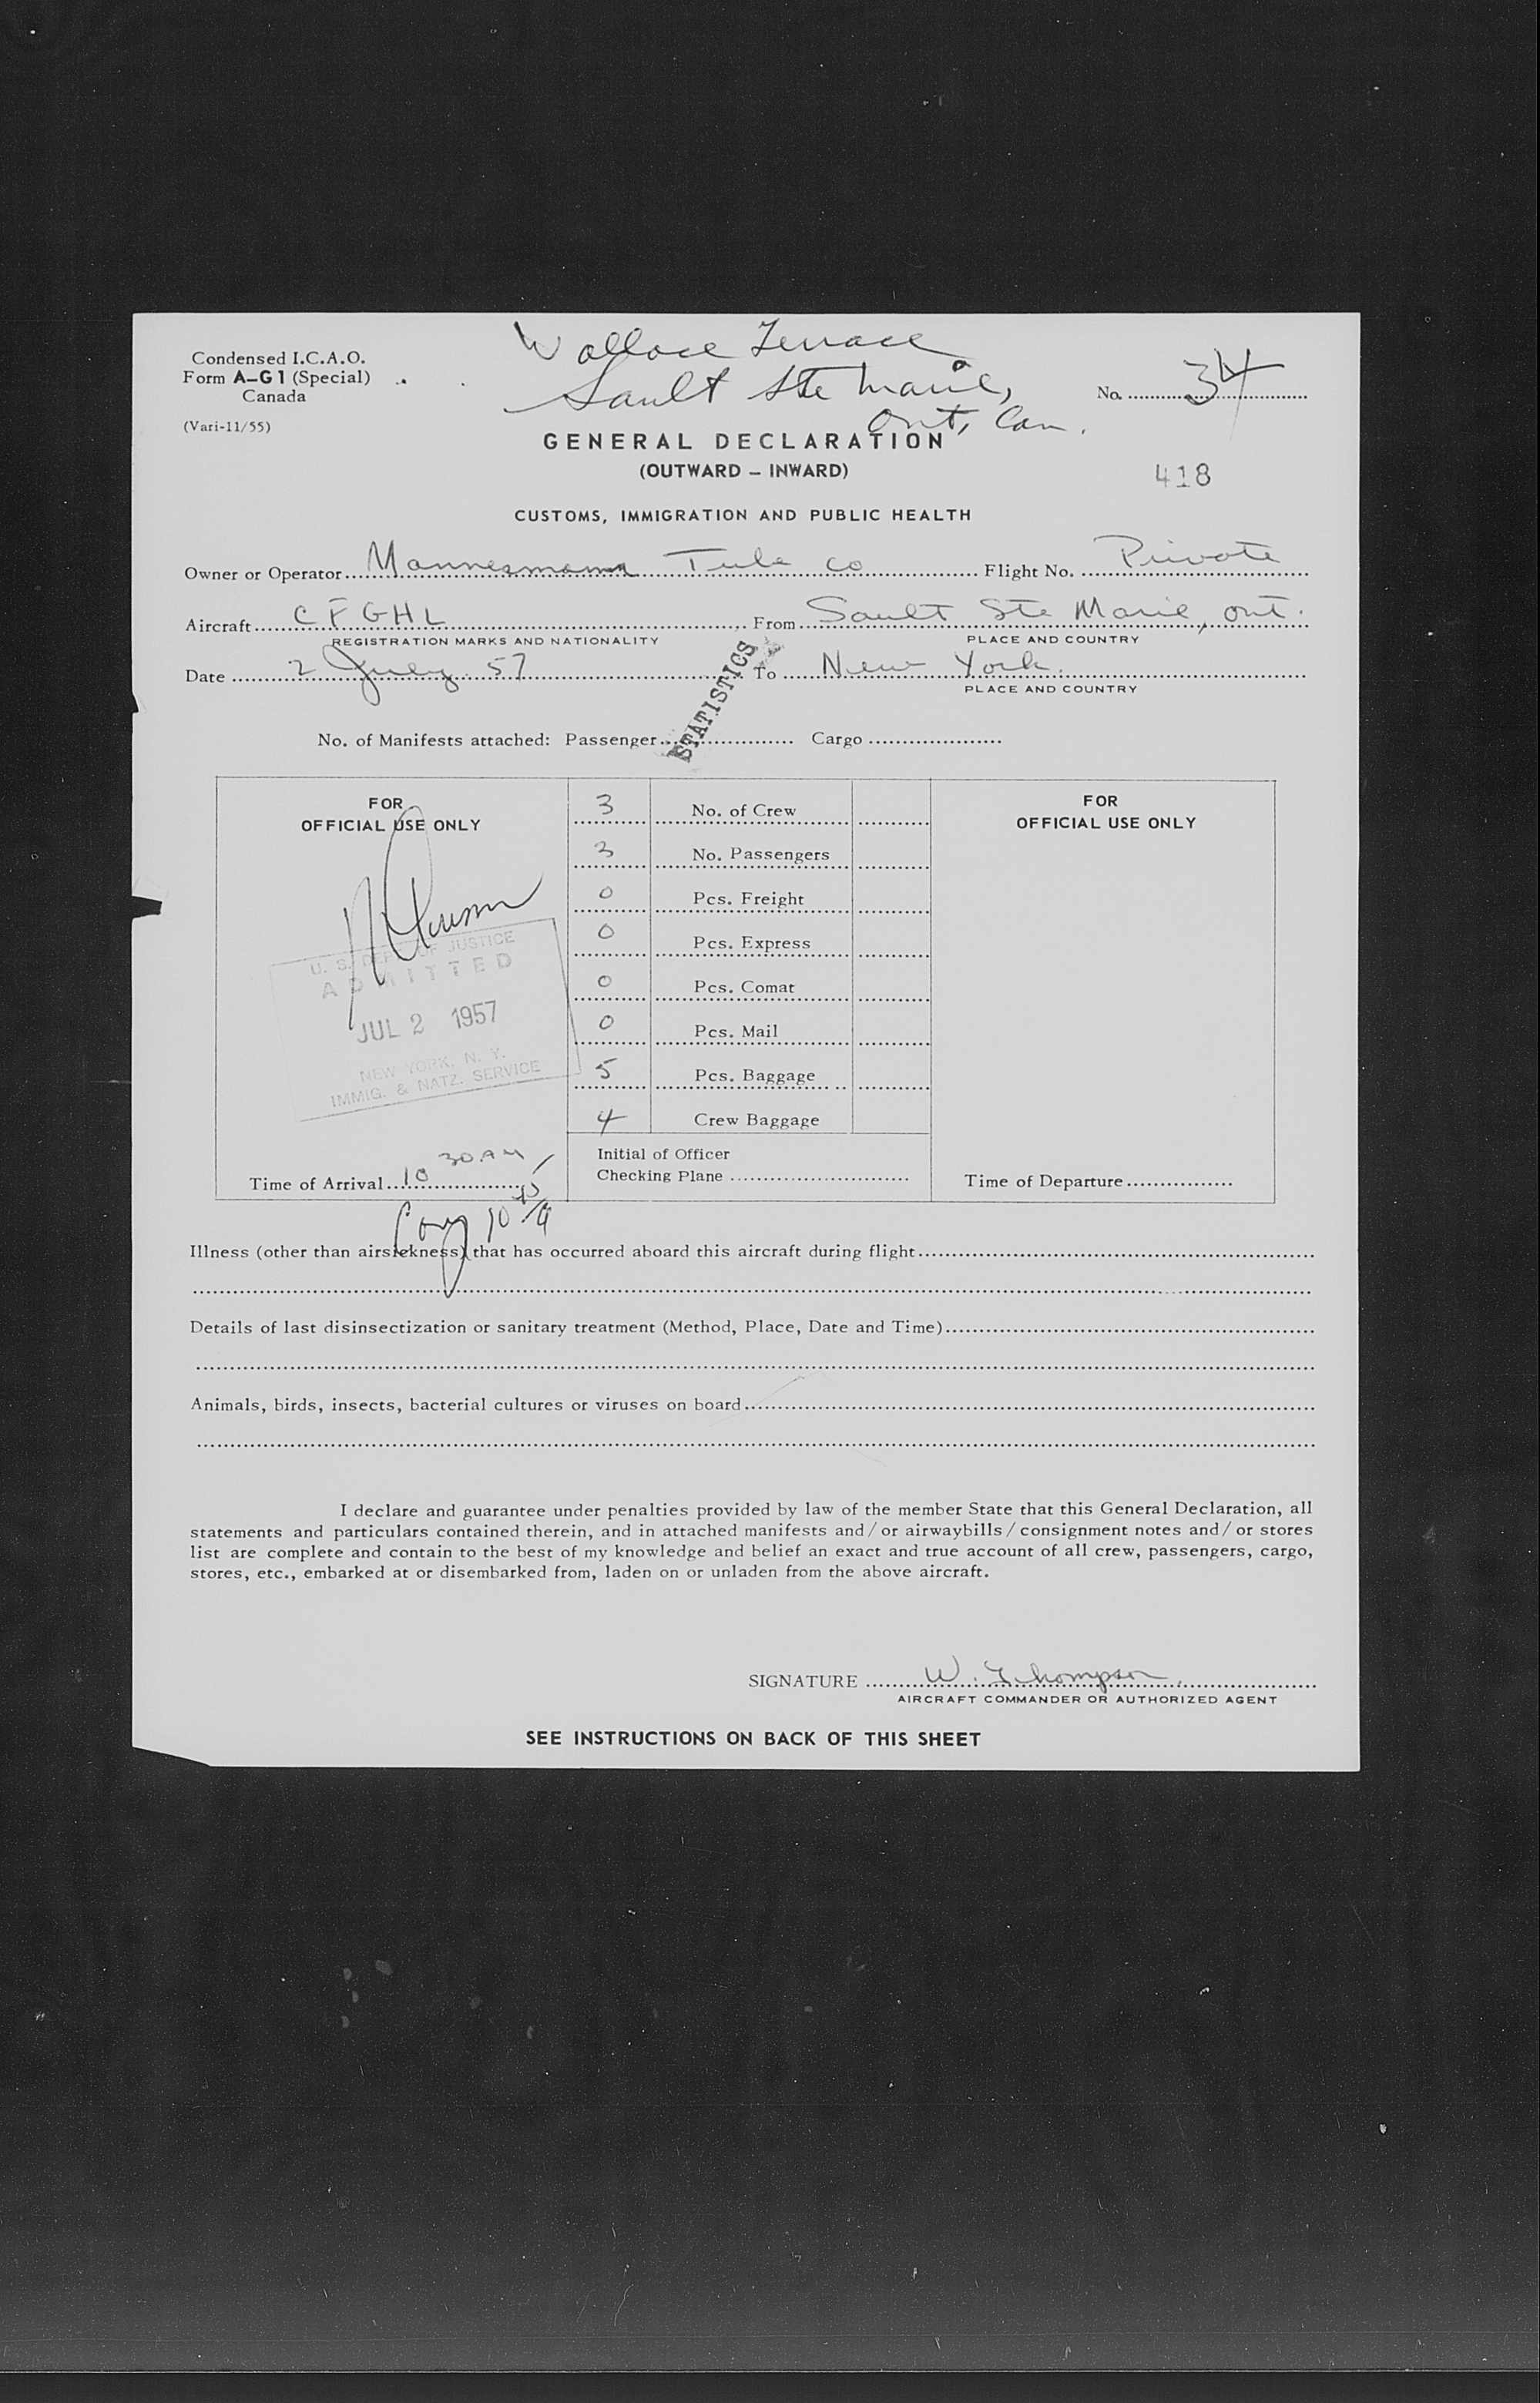 Wallace Terrace
Sault Ste Marie,
Ont, Can.
Condensed I.C.A.O.
Form A–G1 (Special)
Canada
(Vari-11/55)
No. 34
GENERAL DECLARATION
(OUTWARD – INWARD)
418
CUSTOMS, IMMIGRATION AND PUBLIC HEALTH
Owner or Operator Mannesmann Tube Co Flight No. Private
Aircraft CFGHL From Sault Ste Marie, Ont.
REGISTRATION MARKS AND NATIONALITY PLACE AND COUNTRY
Date 2 July 57 To New York.
PLACE AND COUNTRY
STATISTICS
No. of Manifests attached: Passenger Cargo
FOR
OFFICIAL USE ONLY
3 No. of Crew
3 No. Passengers
0 Pcs. Freight
0 Pcs. Express
0 Pcs. Comat
0 Pcs. Mail
5 Pcs. Baggage
4 Crew Baggage
FOR
OFFICIAL USE ONLY
U. S. DEPT. OF JUSTICE
ADMITTED
JUL 2 1957
NEW YORK, N. Y.
IMMIG. & NATZ. SERVICE
Time of Arrival 10 30 AM
Initial of Officer
Checking Plane
Time of Departure
10 45/A
Illness (other than airsickness) that has occurred aboard this aircraft during flight
Details of last disinsectization or sanitary treatment (Method, Place, Date and Time)
Animals, birds, insects, bacterial cultures or viruses on board
I declare and guarantee under penalties provided by law of the member State that this General Declaration, all
statements and particulars contained therein, and in attached manifests and/or airwaybills/consignment notes and/or stores
list are complete and contain to the best of my knowledge and belief an exact and true account of all crew, passengers, cargo,
stores, etc., embarked at or disembarked from, laden on or unladen from the above aircraft.
SIGNATURE W. Thompson.
AIRCRAFT COMMANDER OR AUTHORIZED AGENT
SEE INSTRUCTIONS ON BACK OF THIS SHEET